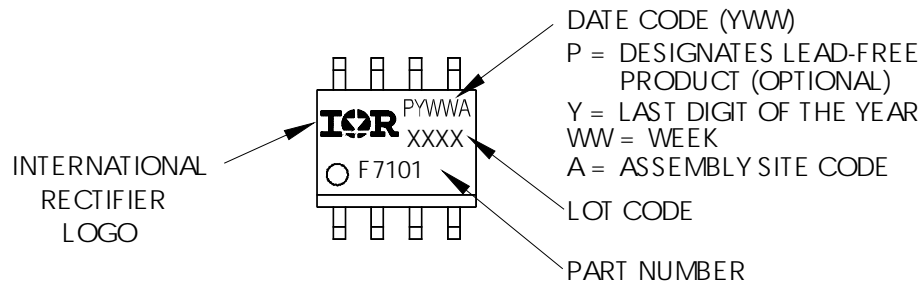 DATE CODE (YWW)
P = DESIGNATES LEAD-FREE
PRODUCT (OPTIONAL)
Y = LAST DIGIT OF THE YEAR
WW = WEEK
A = ASSEMBLY SITE CODE
LOT CODE
PART NUMBER
INTERNATIONAL
RECTIFIER
LOGO
IOR
PYWWA
XXXX
F7101